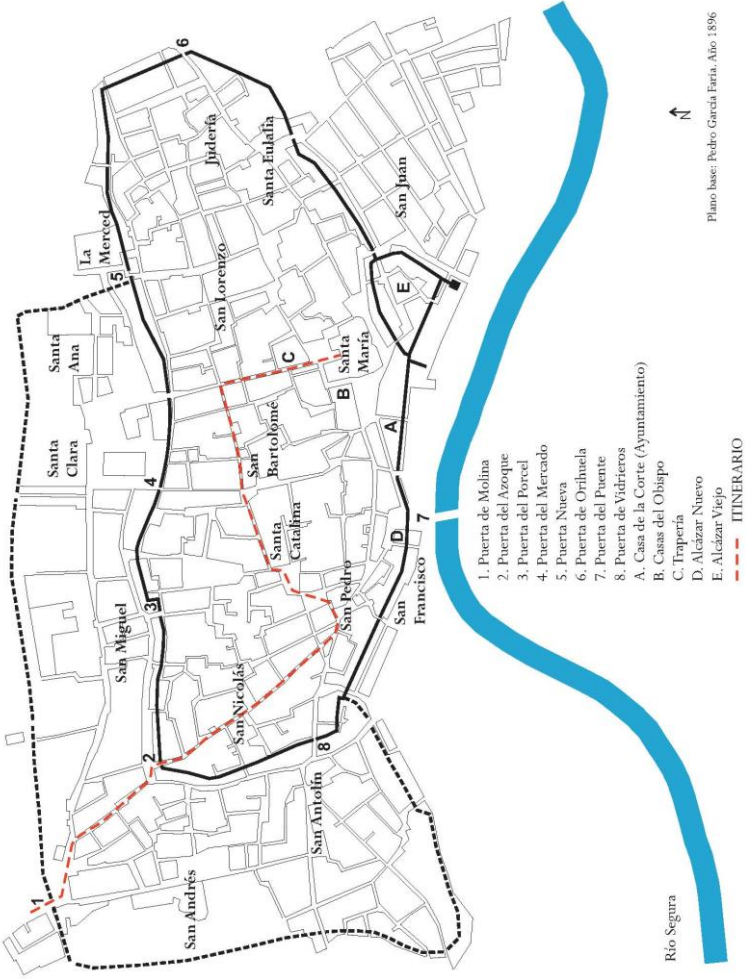 1
2
3
4
5
6
7
8
A
B
C
D
E
San Andrés
San Antolín
San Miguel
San Nicolás
San Pedro
San
Francisco
Santa
Catalina
San
Bartolomé
Santa
Clara
Santa
Ana
La
Merced
San Lorenzo
Santa
María
Judería
Santa Eulalia
San Juan
Río Segura
1. Puerta de Molina
2. Puerta del Azoque
3. Puerta del Porcel
4. Puerta del Mercado
5. Puerta Nueva
6. Puerta de Orihuela
7. Puerta del Puente
8. Puerta de Vidrieros
A. Casa de la Corte (Ayuntamiento)
B. Casas del Obispo
C. Trapería
D. Alcázar Nuevo
E. Alcázar Viejo
ITINERARIO
N
Plano base: Pedro García Faria. Año 1896